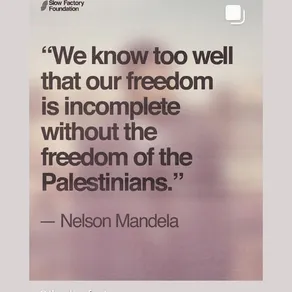 Slow Factory
Foundation
“We know too well
that our freedom
is incomplete
without the
freedom of the
Palestinians.”
— Nelson Mandela